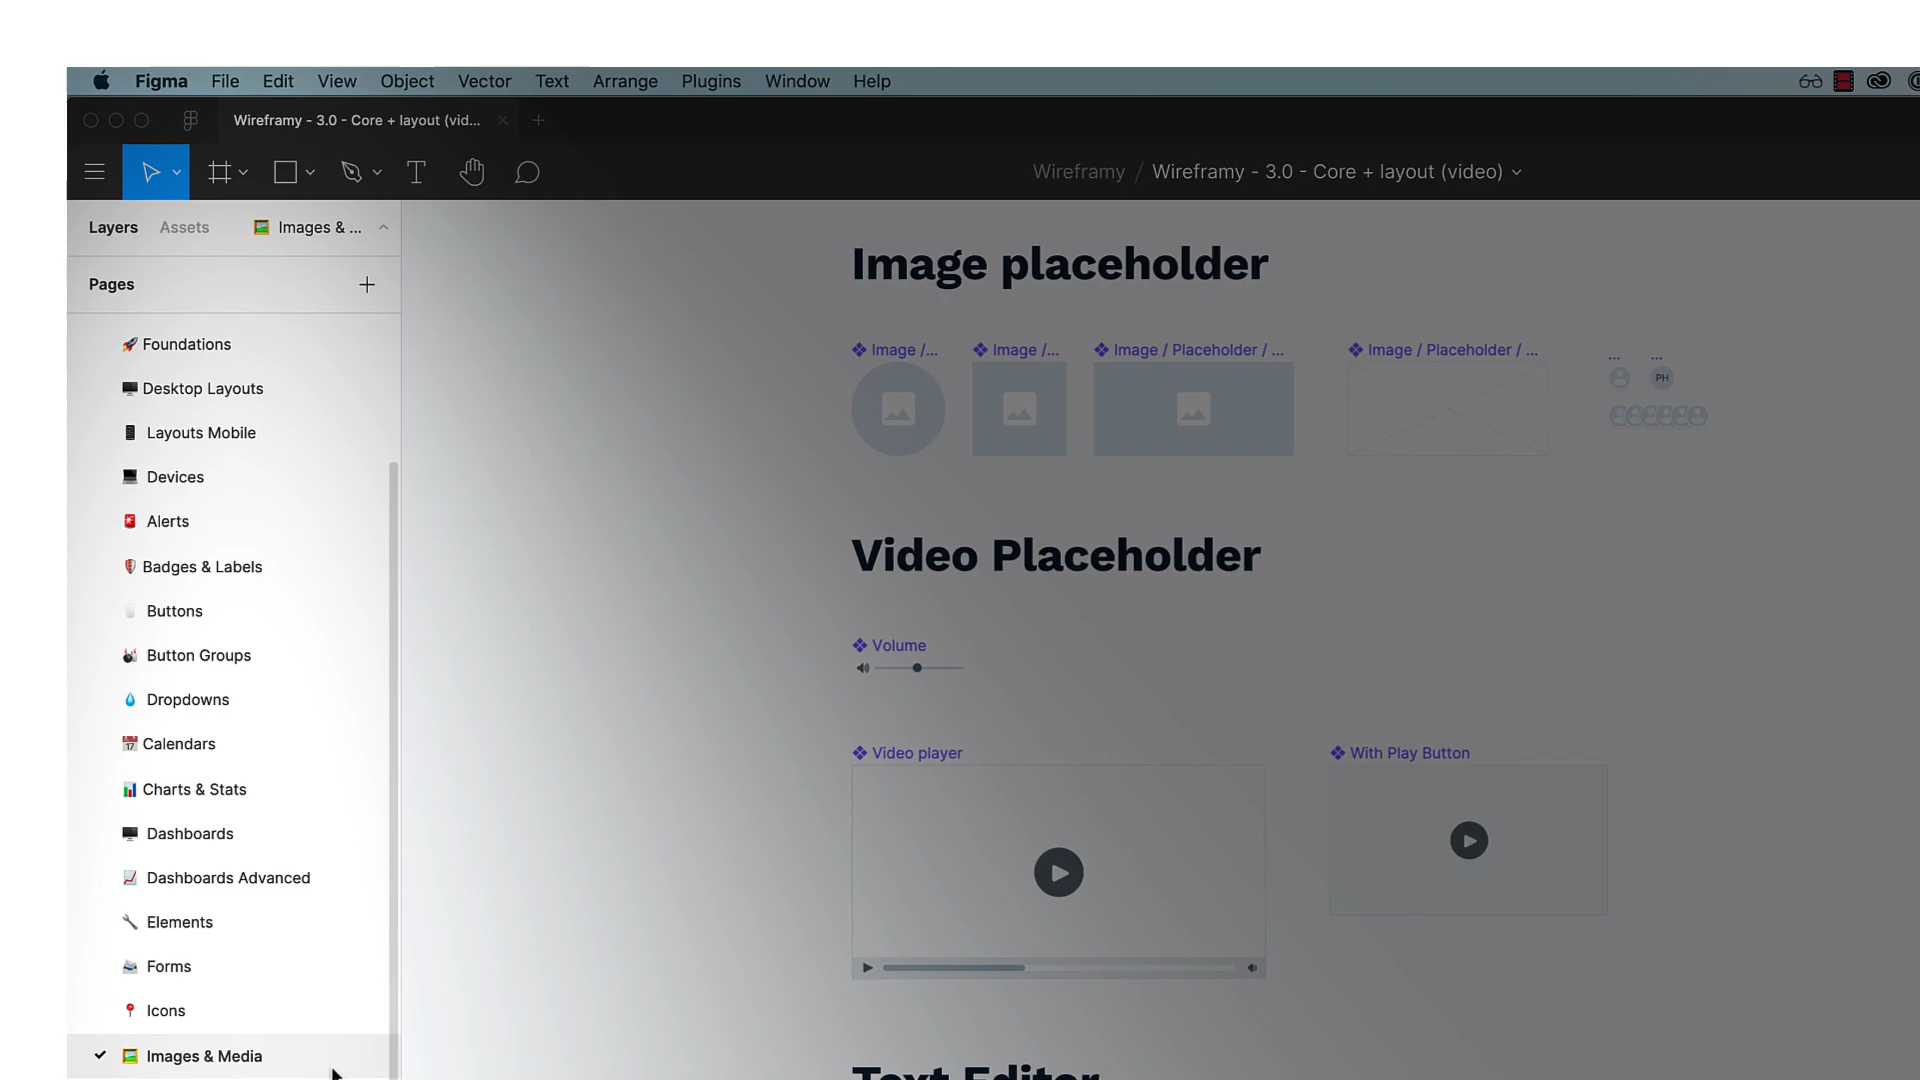 Figma File Edit View Object Vector Text Arrange Plugins Window Help
Wireframy - 3.0 - Core + layout (vid...
Wireframy / Wireframy - 3.0 - Core + layout (video)
Layers Assets Images & ...
Pages
Foundations
Desktop Layouts
Layouts Mobile
Devices
Alerts
Badges & Labels
Buttons
Button Groups
Dropdowns
Calendars
Charts & Stats
Dashboards
Dashboards Advanced
Elements
Forms
Icons
Images & Media
Image placeholder
Image /... Image /... Image / Placeholder / ... Image / Placeholder / ... ... ...
PH
Video Placeholder
Volume
Video player With Play Button
Text Editor